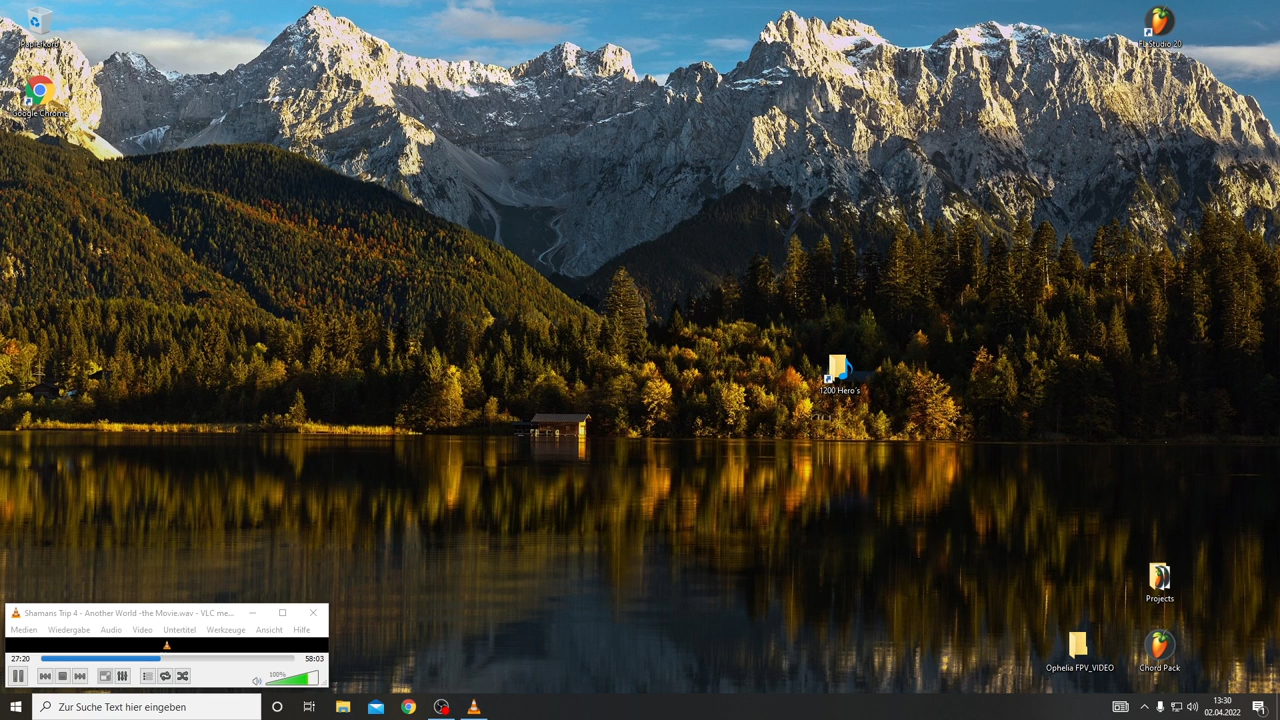 Papierkorb
Google Chrome
FL Studio 20
1200 Hero's
Projects
Ophelia FPV_VIDEO
Chord Pack
Shamans Trip 4 - Another World -the Movie.wav - VLC me...
Medien Wiedergabe Audio Video Untertitel Werkzeuge Ansicht Hilfe
27:20 58:03
100%
Zur Suche Text hier eingeben
13:30
02.04.2022
1